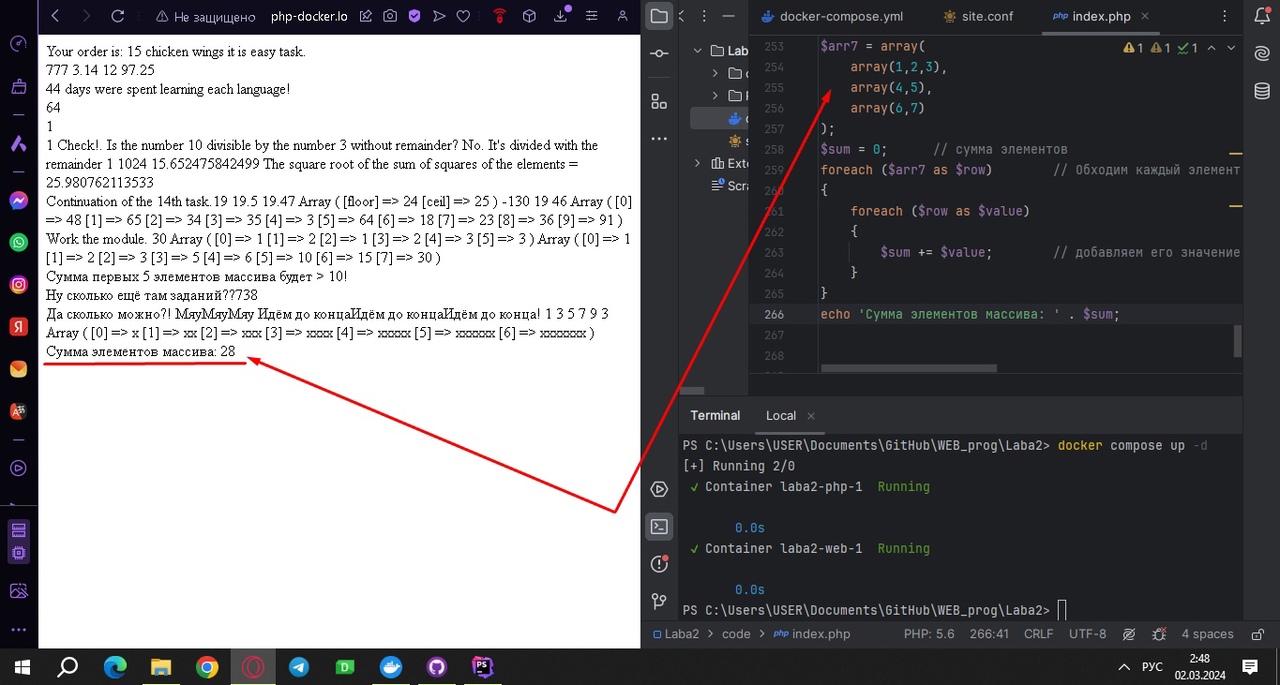 Не защищено php-docker.lo
Your order is: 15 chicken wings it is easy task.
777 3.14 12 97.25
44 days were spent learning each language!
64
1
1 Check!. Is the number 10 divisible by the number 3 without remainder? No. It's divided with the
remainder 1 1024 15.652475842499 The square root of the sum of squares of the elements =
25.980762113533
Continuation of the 14th task.19 19.5 19.47 Array ( [floor] => 24 [ceil] => 25 ) -130 19 46 Array ( [0]
=> 48 [1] => 65 [2] => 34 [3] => 35 [4] => 3 [5] => 64 [6] => 18 [7] => 23 [8] => 36 [9] => 91 )
Work the module. 30 Array ( [0] => 1 [1] => 2 [2] => 1 [3] => 2 [4] => 3 [5] => 3 ) Array ( [0] => 1
[1] => 2 [2] => 3 [3] => 5 [4] => 6 [5] => 10 [6] => 15 [7] => 30 )
Сумма первых 5 элементов массива будет > 10!
Ну сколько ещё там заданий??738
Да сколько можно?! МяуМяуМяу Идём до концаИдём до концаИдём до конца! 1 3 5 7 9 3
Array ( [0] => x [1] => xx [2] => xxx [3] => xxxx [4] => xxxxx [5] => xxxxxx [6] => xxxxxxx )
Сумма элементов массива: 28
Lab
Exte
Scra
docker-compose.yml site.conf php index.php
1 1 1
253 $arr7 = array(
254 array(1,2,3),
255 array(4,5),
256 array(6,7)
257 );
258 $sum = 0; // сумма элементов
259 foreach ($arr7 as $row) // Обходим каждый элемент
260 {
261 foreach ($row as $value)
262 {
263 $sum += $value; // добавляем его значение
264 }
265 }
266 echo 'Сумма элементов массива: ' . $sum;
267
268
Terminal Local
PS C:\Users\USER\Documents\GitHub\WEB_prog\Laba2> docker compose up -d
[+] Running 2/0
✓ Container laba2-php-1 Running
0.0s
✓ Container laba2-web-1 Running
0.0s
PS C:\Users\USER\Documents\GitHub\WEB_prog\Laba2>
Laba2 > code > php index.php PHP: 5.6 266:41 CRLF UTF-8 4 spaces
РУС
2:48
02.03.2024